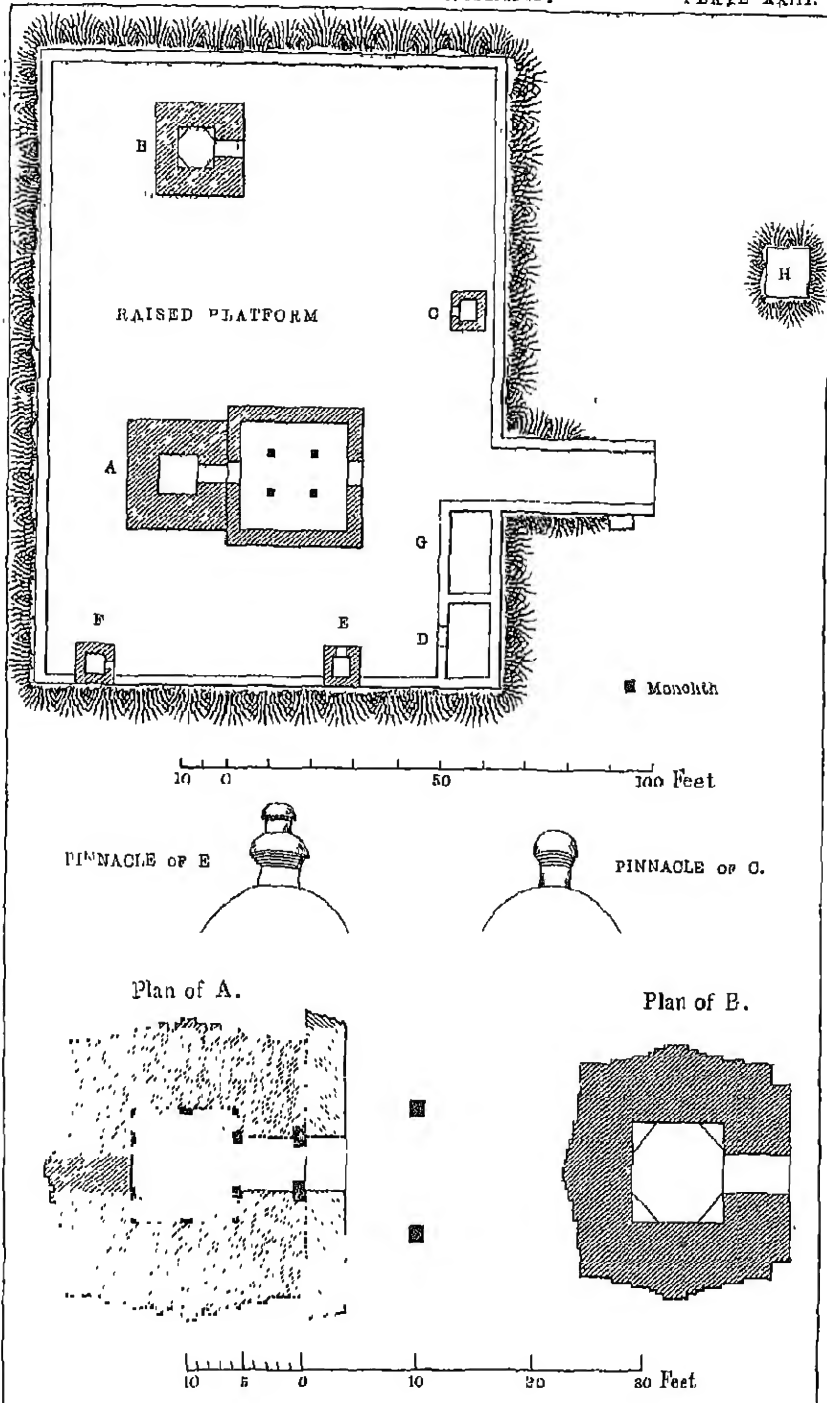 B
H
RAISED PLATFORM
C
A
G
F
E
D
Monolith
10 0 50 100 Feet
PINNACLE OF E
PINNACLE OF C.
Plan of A.
Plan of B.
10 5 0 10 20 30 Feet